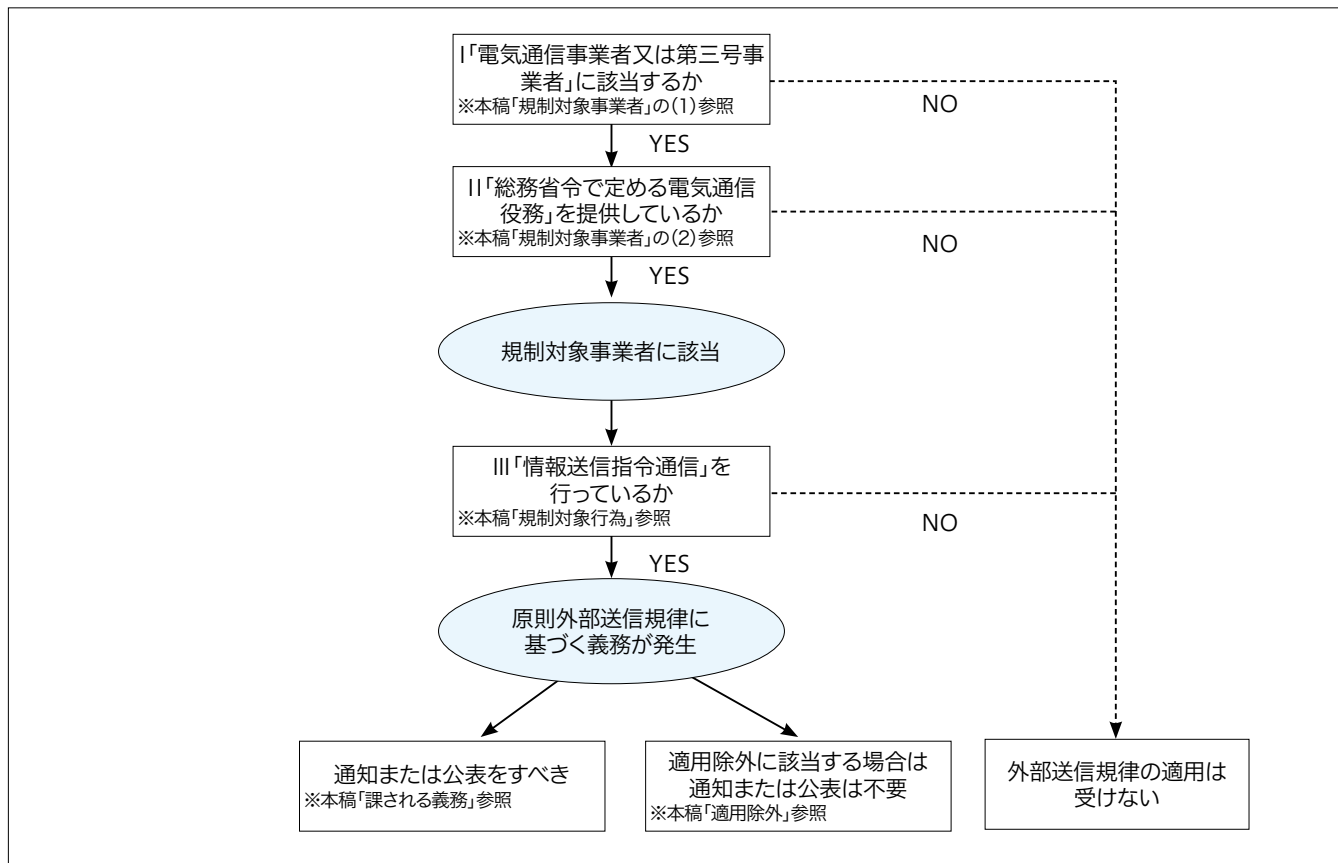 Ⅰ「電気通信事業者又は第三号事
業者」に該当するか
※本稿「規制対象事業者」の(1)参照
NO
YES
Ⅱ「総務省令で定める電気通信
役務」を提供しているか
※本稿「規制対象事業者」の(2)参照
NO
YES
規制対象事業者に該当
Ⅲ「情報送信指令通信」を
行っているか
※本稿「規制対象行為」参照
NO
YES
原則外部送信規律に
基づく義務が発生
通知または公表をすべき
※本稿「課される義務」参照
適用除外に該当する場合は
通知または公表は不要
※本稿「適用除外」参照
外部送信規律の適用は
受けない